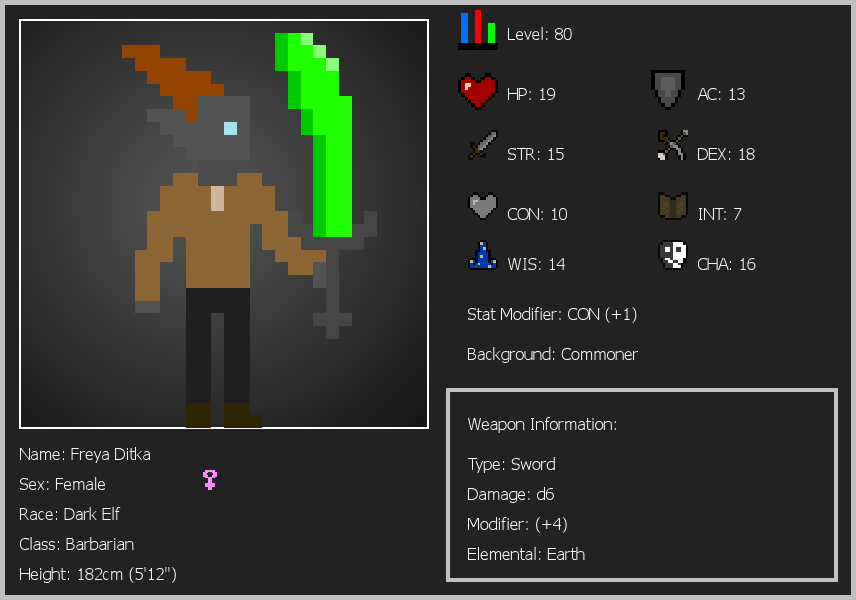 Level: 80
HP: 19
AC: 13
STR: 15
DEX: 18
CON: 10
INT: 7
WIS: 14
CHA: 16
Stat Modifier: CON (+1)
Background: Commoner
Weapon Information:
Type: Sword
Damage: d6
Modifier: (+4)
Elemental: Earth
Name: Freya Ditka
Sex: Female
Race: Dark Elf
Class: Barbarian
Height: 182cm (5'12")